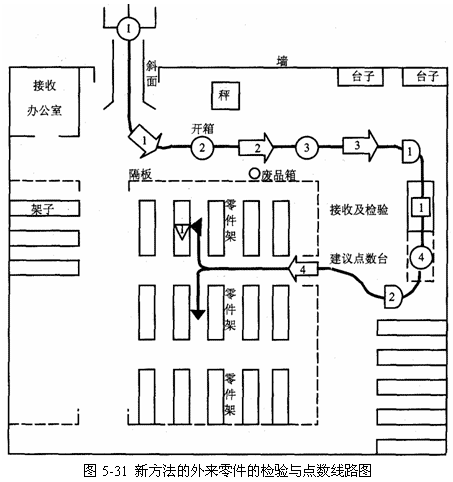 1
斜面
墙
台子
台子
接收
办公室
秤
开箱
1
2
2
3
3
1
隔板
废品箱
1
架子
零件架
接收及检验
1
建议点数台
4
4
2
零件架
零件架
图 5-31 新方法的外来零件的检验与点数线路图